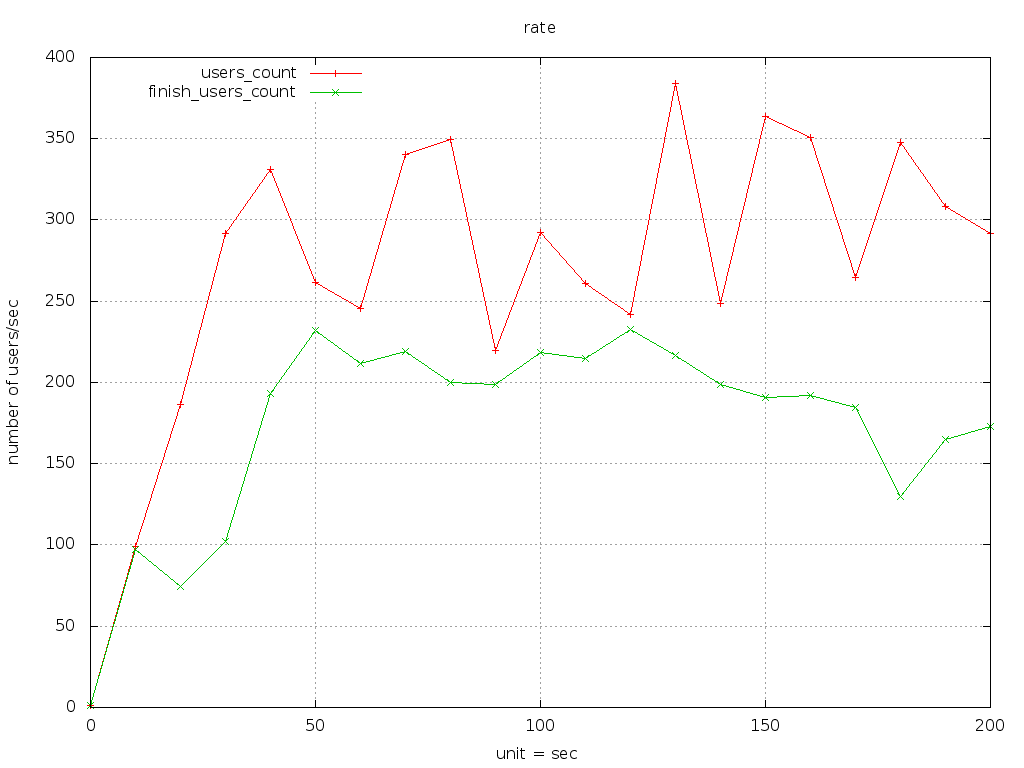 rate
users_count
finish_users_count
400
350
300
250
200
150
100
50
0
number of users/sec
0 50 100 150 200
unit = sec